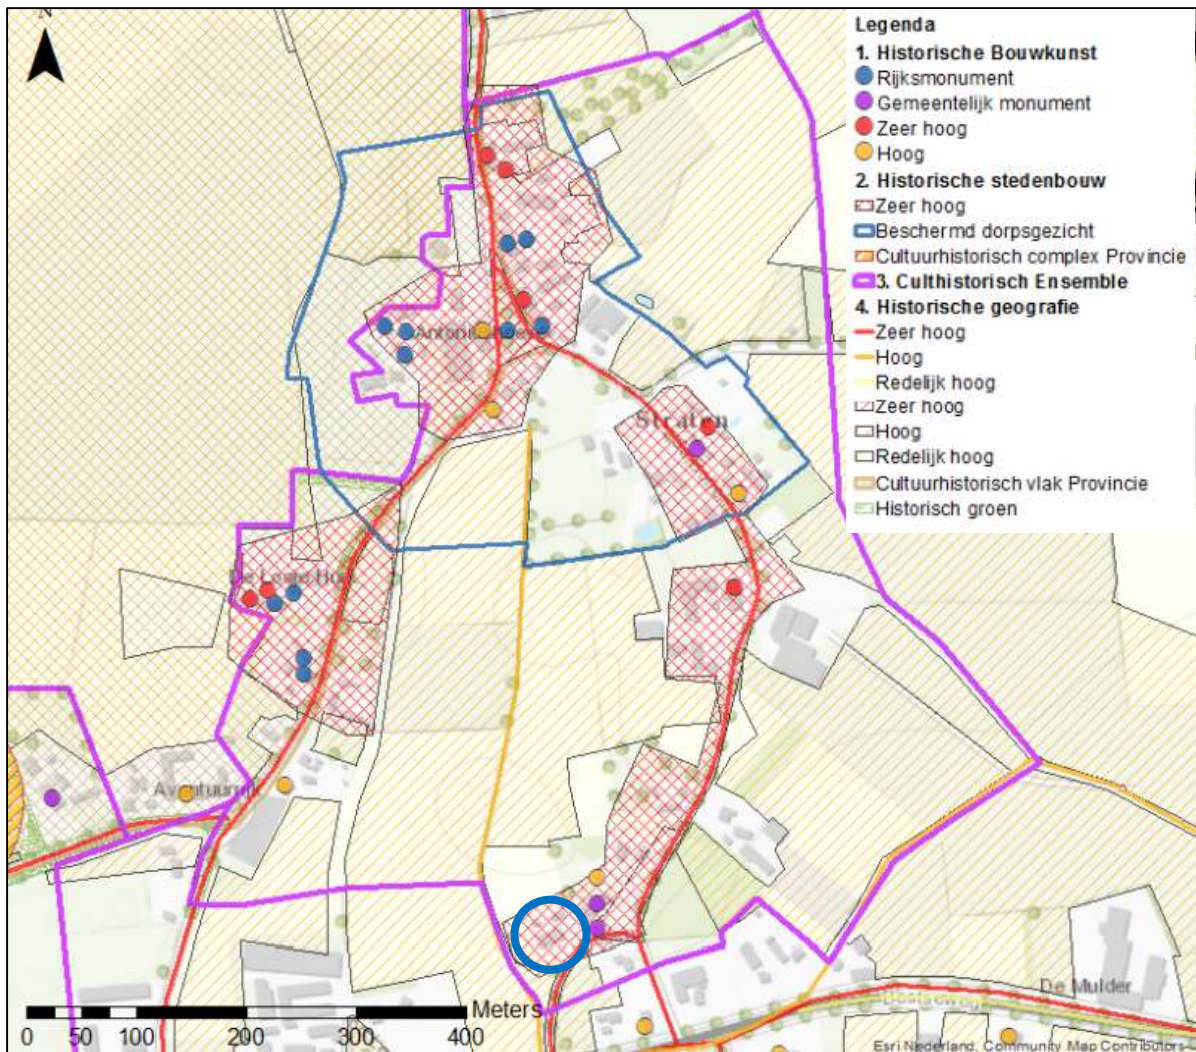 N
Legenda
1. Historische Bouwkunst
Rijksmonument
Gemeentelijk monument
Zeer hoog
Hoog
2. Historische stedenbouw
Zeer hoog
Beschermd dorpsgezicht
Cultuurhistorisch complex Provincie
3. Culthistorisch Ensemble
4. Historische geografie
Zeer hoog
Hoog
Redelijk hoog
Zeer hoog
Hoog
Redelijk hoog
Cultuurhistorisch vlak Provincie
Historisch groen
Straten
De Mulder
Meters
0 50 100 200 300 400
Esri Nederland, Community Map Contributors